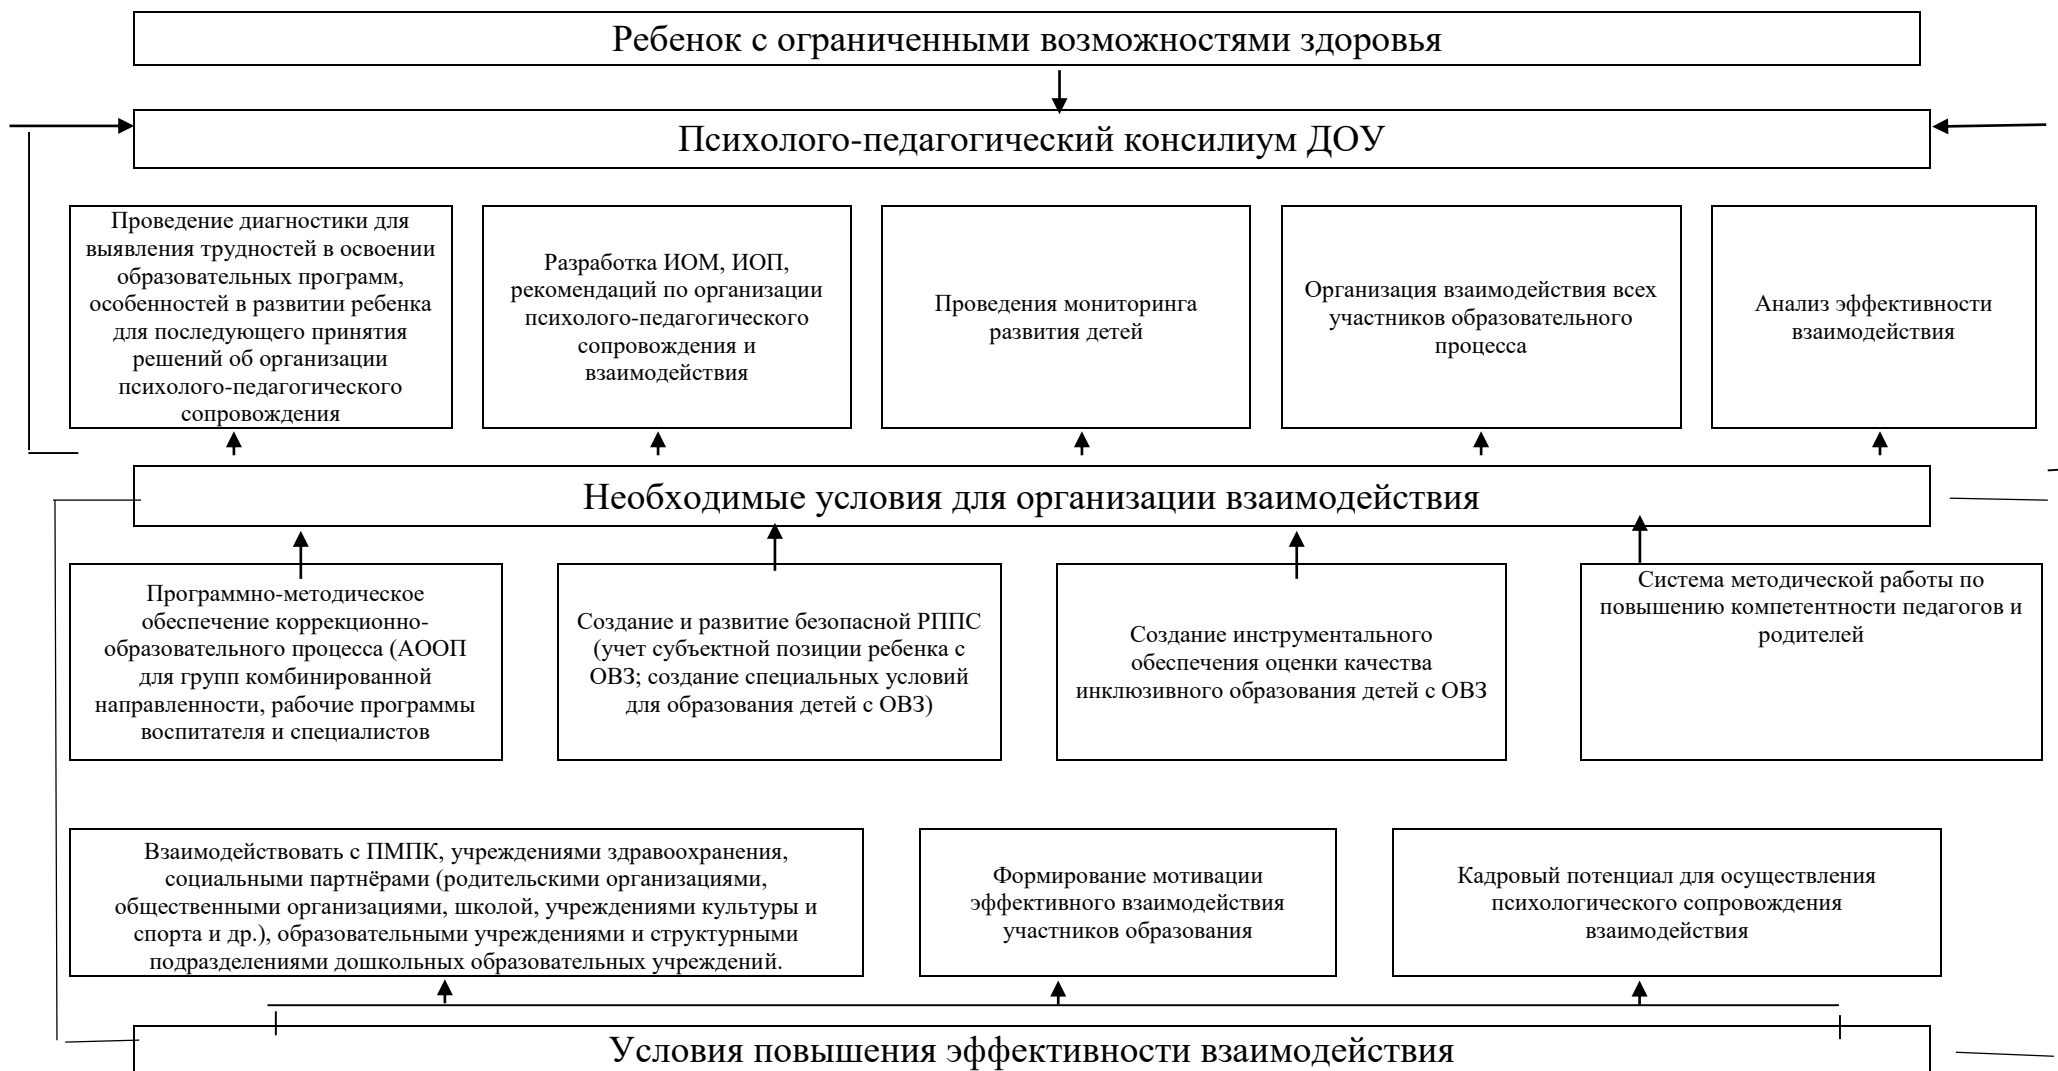 Ребенок с ограниченными возможностями здоровья
Психолого-педагогический консилиум ДОУ
Проведение диагностики для
выявления трудностей в освоении
образовательных программ,
особенностей в развитии ребенка
для последующего принятия
решений об организации
психолого-педагогического
сопровождения
Разработка ИОМ, ИОП,
рекомендаций по организации
психолого-педагогического
сопровождения и
взаимодействия
Проведения мониторинга
развития детей
Организация взаимодействия всех
участников образовательного
процесса
Анализ эффективности
взаимодействия
Необходимые условия для организации взаимодействия
Программно-методическое
обеспечение коррекционно-
образовательного процесса (АООП
для групп комбинированной
направленности, рабочие программы
воспитателя и специалистов
Создание и развитие безопасной РППС
(учет субъектной позиции ребенка с
ОВЗ; создание специальных условий
для образования детей с ОВЗ)
Создание инструментального
обеспечения оценки качества
инклюзивного образования детей с ОВЗ
Система методической работы по
повышению компетентности педагогов и
родителей
Взаимодействовать с ПМПК, учреждениями здравоохранения,
социальными партнёрами (родительскими организациями,
общественными организациями, школой, учреждениями культуры и
спорта и др.), образовательными учреждениями и структурными
подразделениями дошкольных образовательных учреждений.
Формирование мотивации
эффективного взаимодействия
участников образования
Кадровый потенциал для осуществления
психологического сопровождения
взаимодействия
Условия повышения эффективности взаимодействия